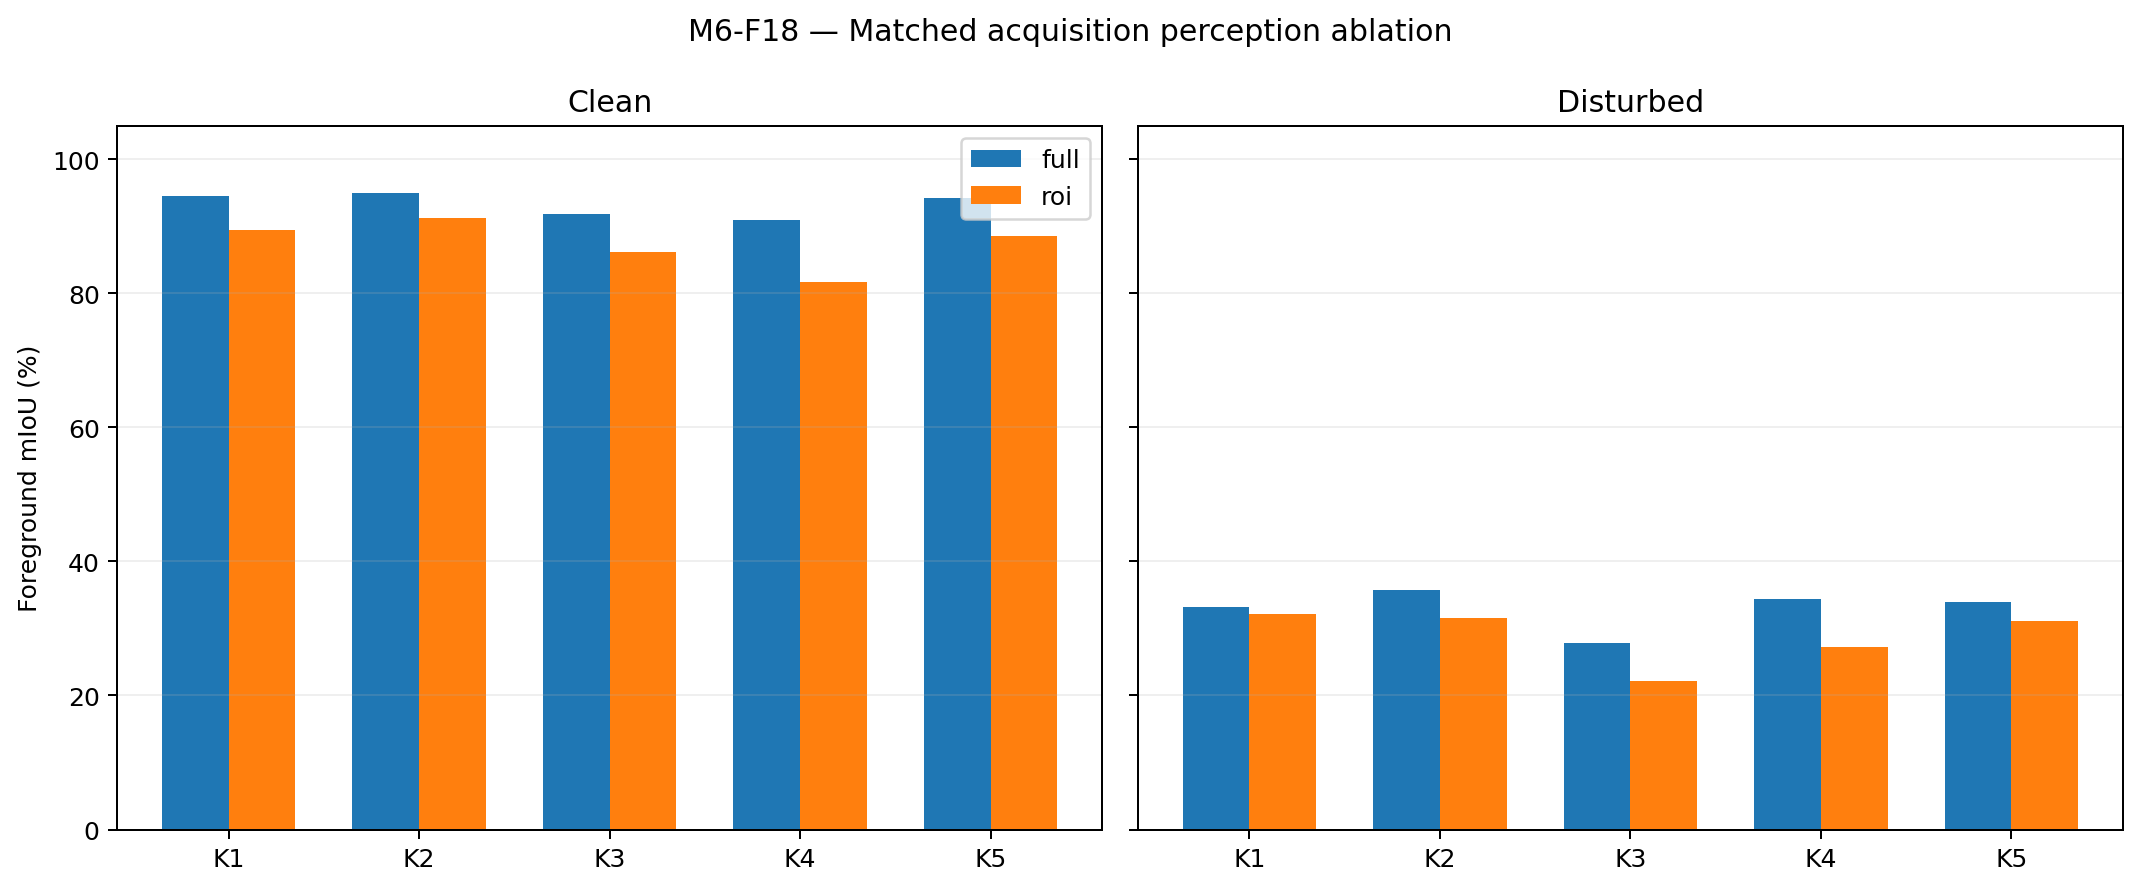 M6-F18 — Matched acquisition perception ablation
Clean
Disturbed
Foreground mIoU (%)
100
80
60
40
20
0
full
roi
K1 K2 K3 K4 K5
K1 K2 K3 K4 K5